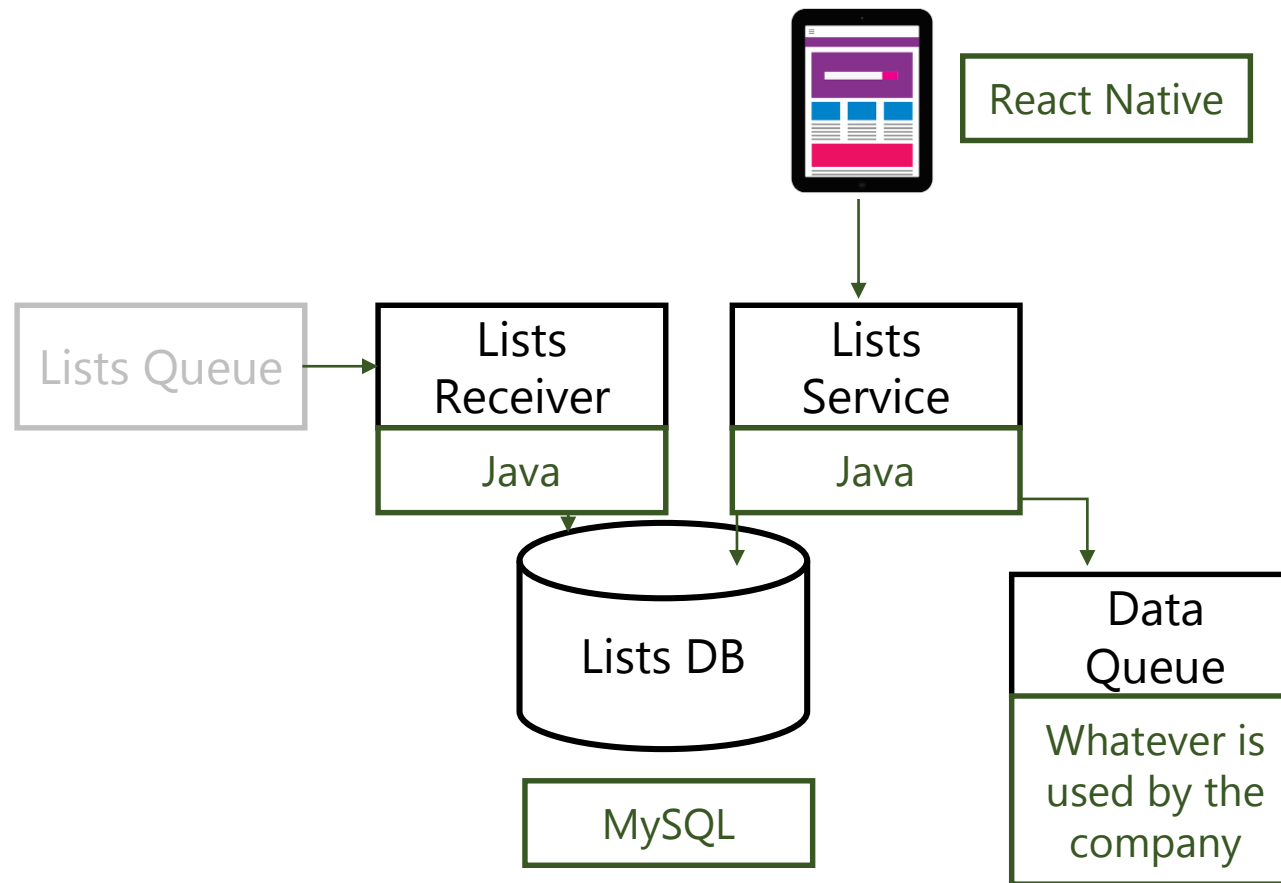 React Native
Lists Queue
Lists
Receiver
Java
Lists
Service
Java
Lists DB
MySQL
Data
Queue
Whatever is
used by the
company